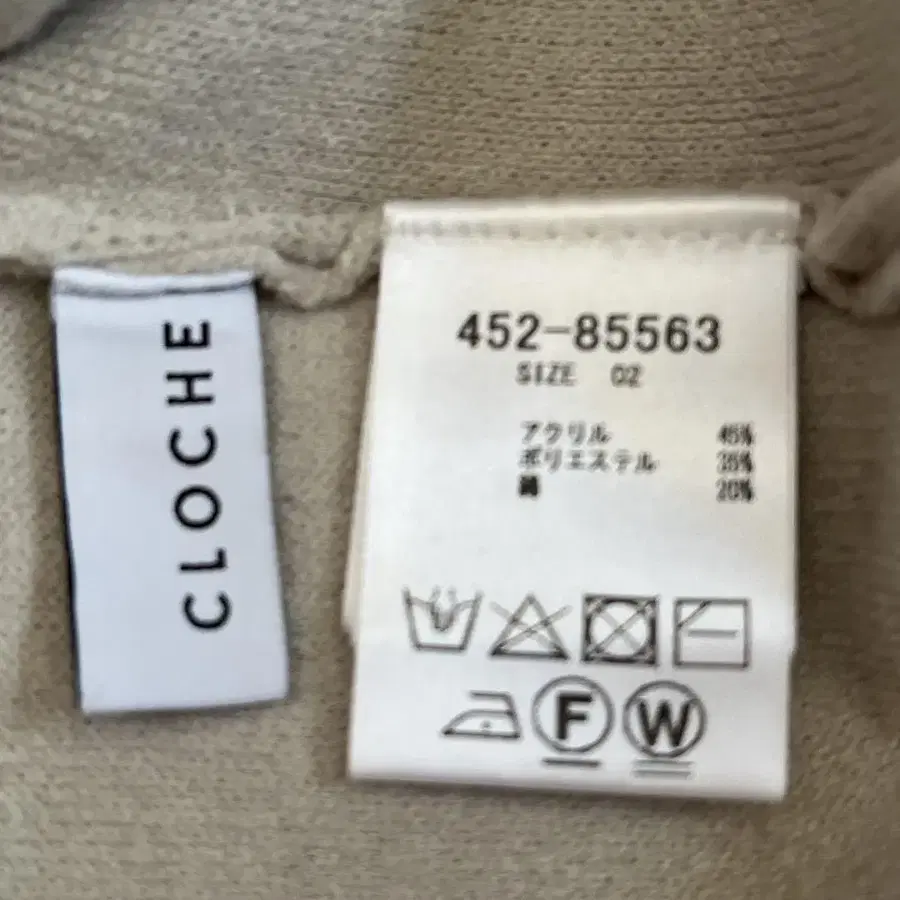 CLOCHE
452-85563
SIZE 02
アクリル 45%
ポリエステル 35%
綿 20%
F W